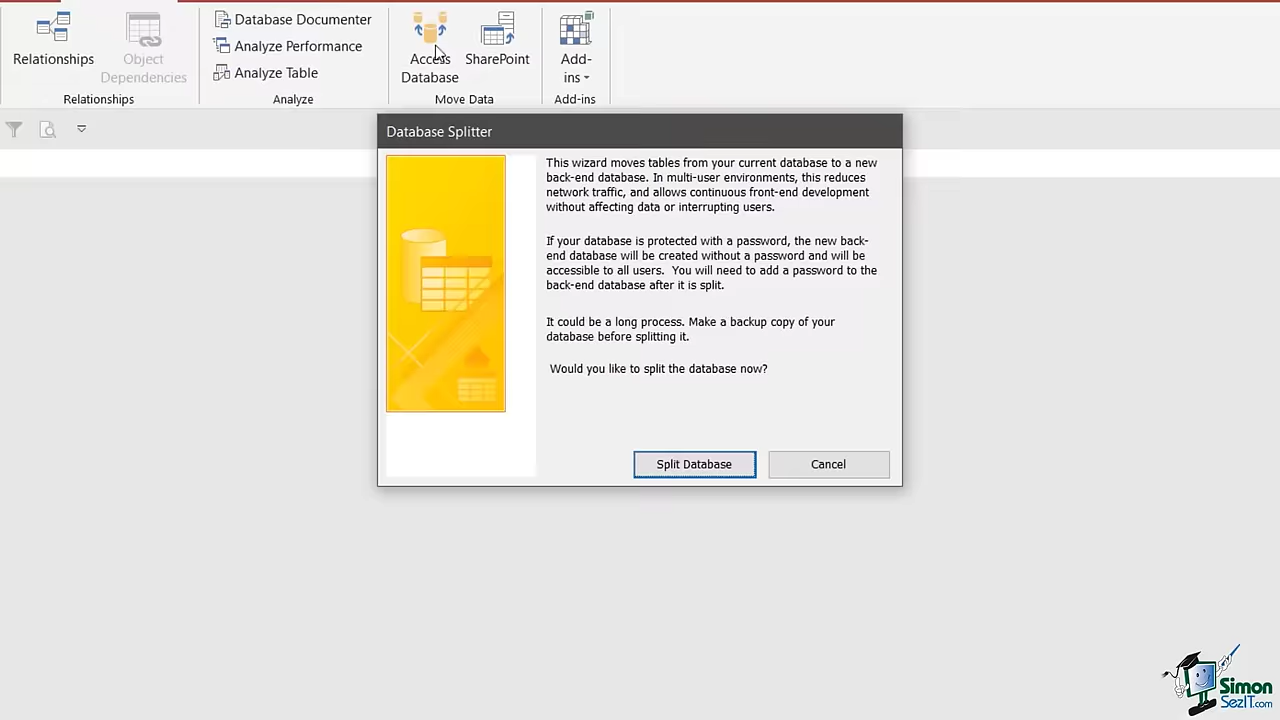 Database Documenter
Relationships
Object
Dependencies
Analyze Performance
Analyze Table
Access
Database
SharePoint
Add-
ins
Relationships
Analyze
Move Data
Add-ins
Database Splitter
This wizard moves tables from your current database to a new
back-end database. In multi-user environments, this reduces
network traffic, and allows continuous front-end development
without affecting data or interrupting users.
If your database is protected with a password, the new back-
end database will be created without a password and will be
accessible to all users.  You will need to add a password to the
back-end database after it is split.
It could be a long process. Make a backup copy of your
database before splitting it.
Would you like to split the database now?
Split Database
Cancel
Simon
SezIT.com